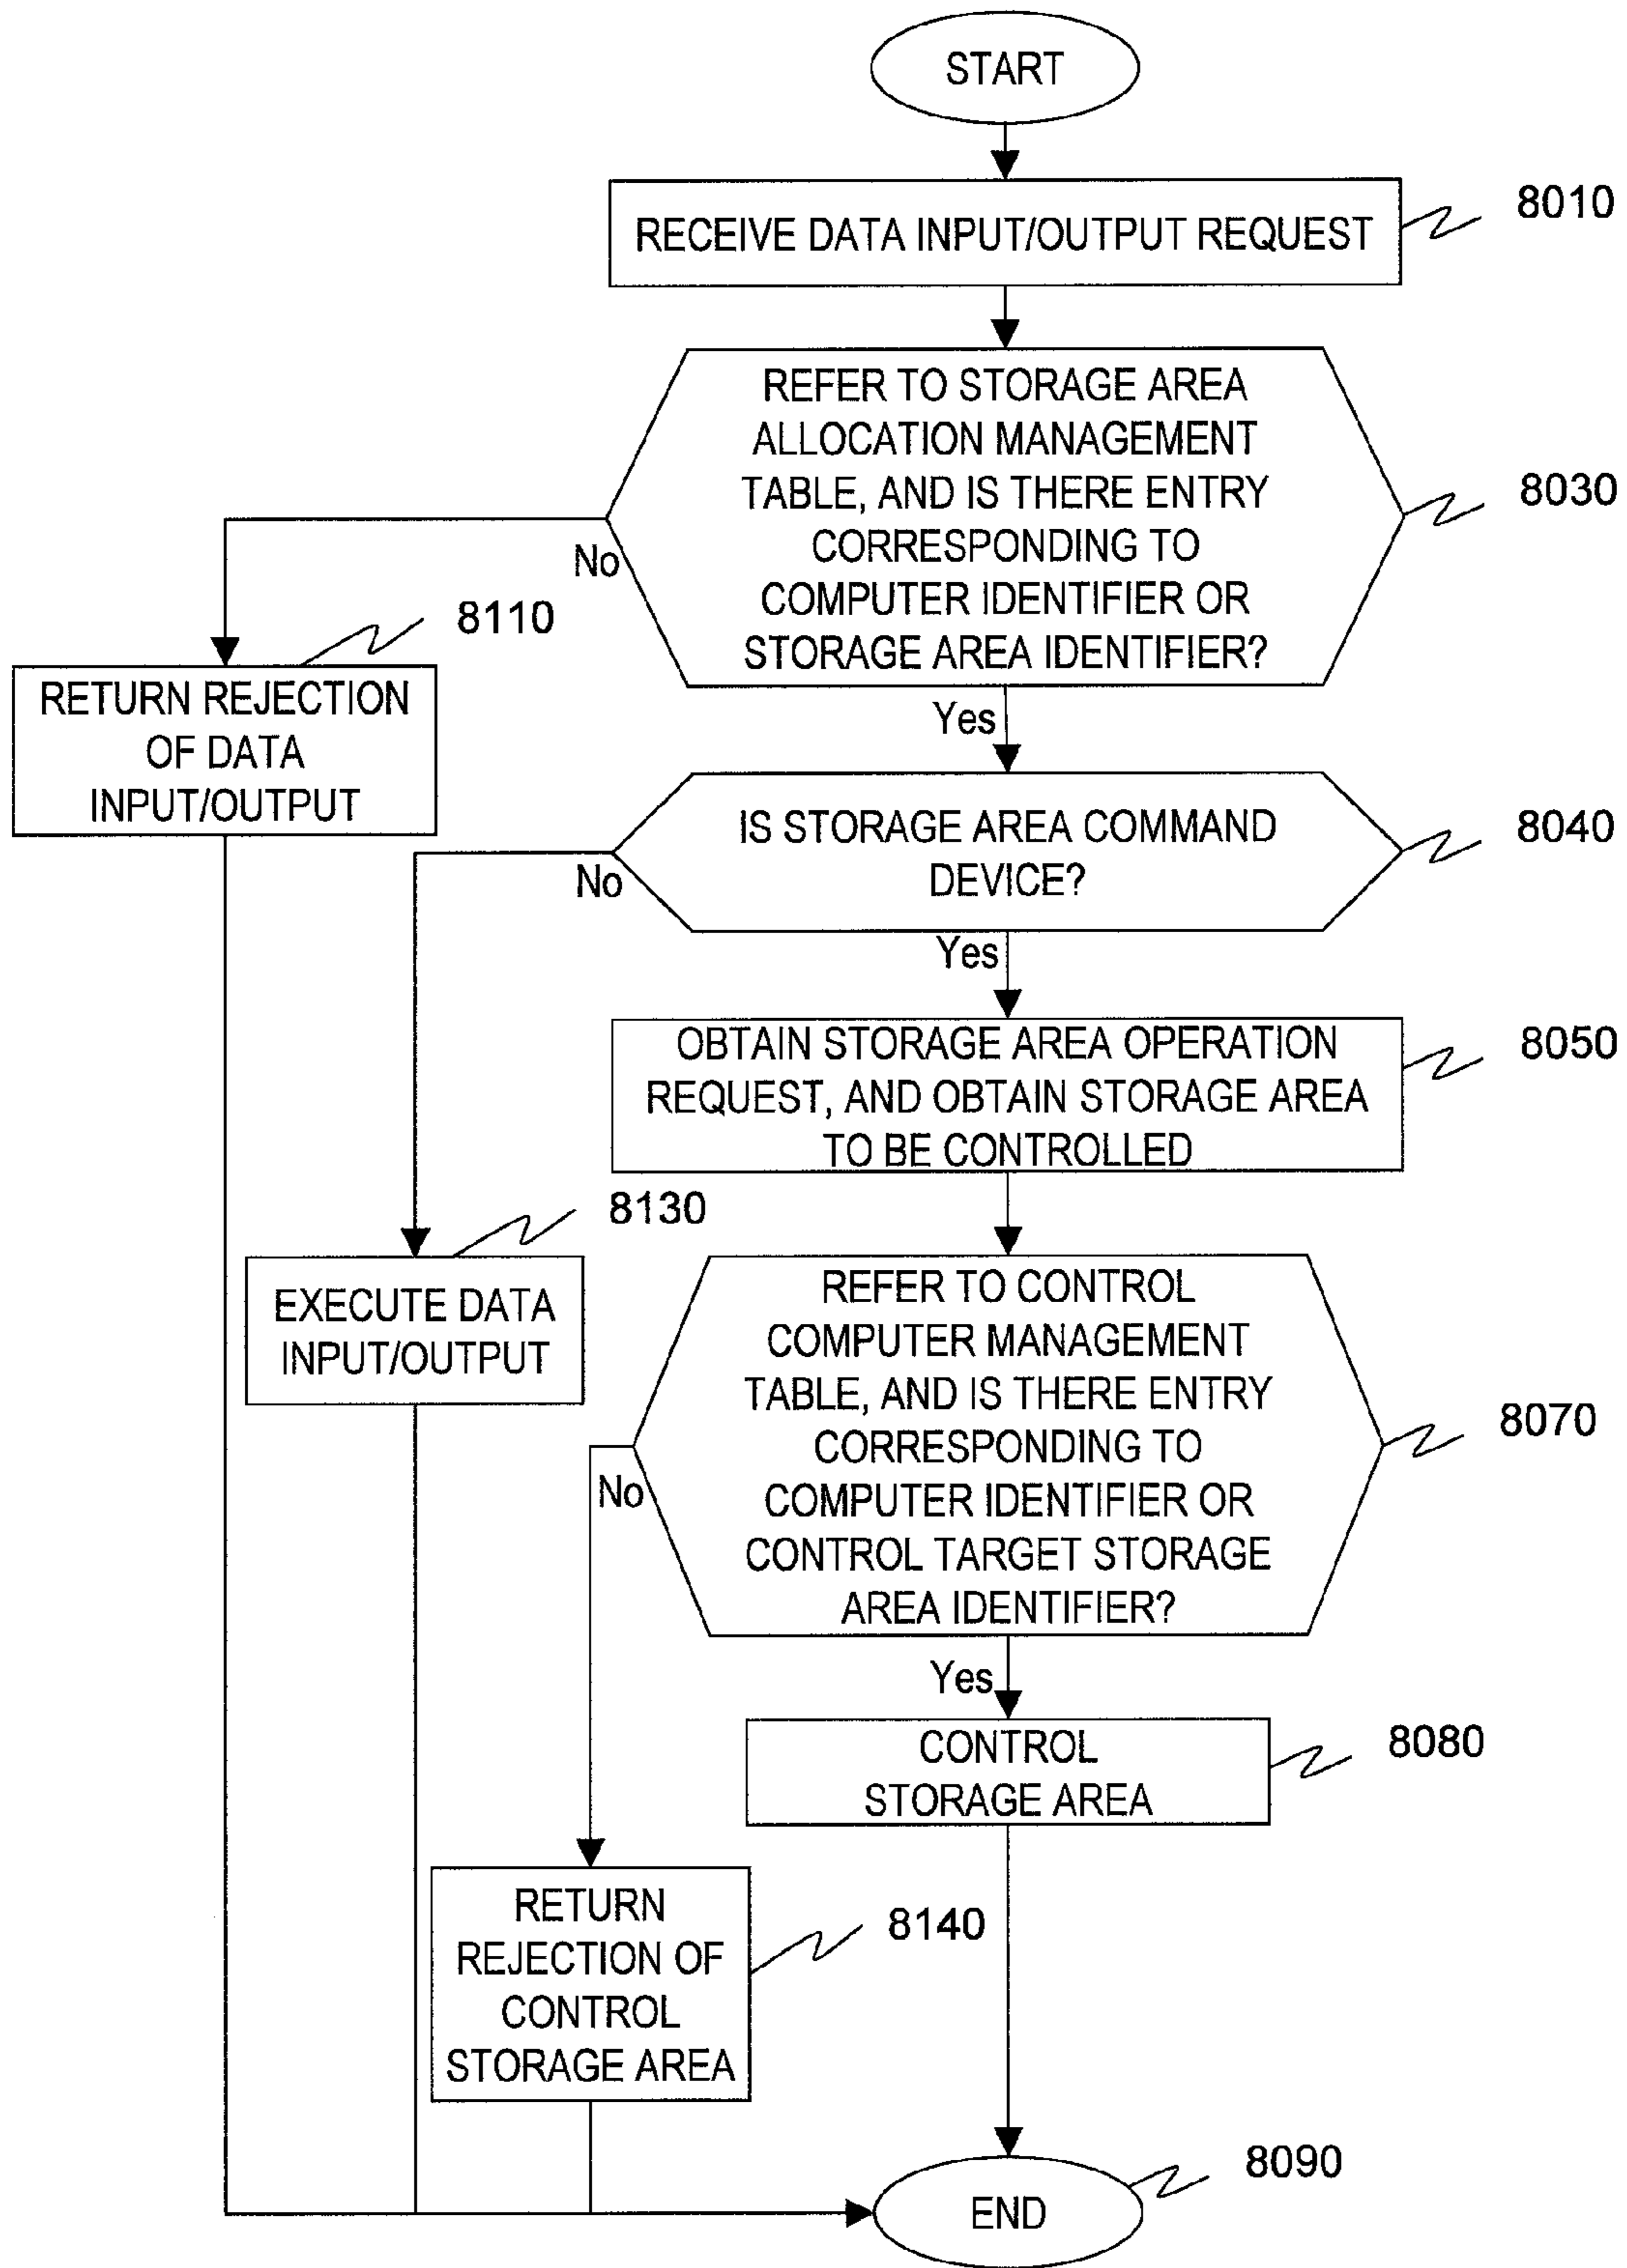 START
RECEIVE DATA INPUT/OUTPUT REQUEST
8010
REFER TO STORAGE AREA
ALLOCATION MANAGEMENT
TABLE, AND IS THERE ENTRY
CORRESPONDING TO
COMPUTER IDENTIFIER OR
STORAGE AREA IDENTIFIER?
8030
No
Yes
8110
RETURN REJECTION
OF DATA
INPUT/OUTPUT
IS STORAGE AREA COMMAND
DEVICE?
8040
No
Yes
OBTAIN STORAGE AREA OPERATION
REQUEST, AND OBTAIN STORAGE AREA
TO BE CONTROLLED
8050
8130
EXECUTE DATA
INPUT/OUTPUT
REFER TO CONTROL
COMPUTER MANAGEMENT
TABLE, AND IS THERE ENTRY
CORRESPONDING TO
COMPUTER IDENTIFIER OR
CONTROL TARGET STORAGE
AREA IDENTIFIER?
8070
No
Yes
CONTROL
STORAGE AREA
8080
RETURN
REJECTION OF
CONTROL
STORAGE AREA
8140
END
8090